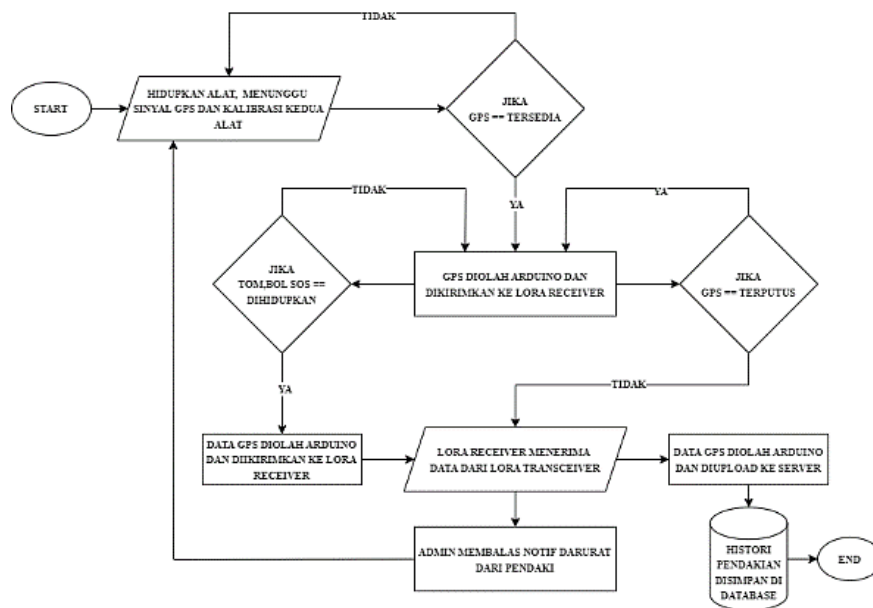 TIDAK
START
HIDUPKAN ALAT, MENUNGGU
SINYAL GPS DAN KALIBRASI KEDUA
ALAT
JIKA
GPS == TERSEDIA
TIDAK
YA
YA
JIKA
TOM,BOL SOS ==
DIHIDUPKAN
GPS DIOLAH ARDUINO DAN
DIKIRIMKAN KE LORA RECEIVER
JIKA
GPS == TERPUTUS
YA
TIDAK
DATA GPS DIOLAH ARDUINO
DAN DIIKIRIMKAN KE LORA
RECEIVER
LORA RECEIVER MENERIMA
DATA DARI LORA TRANSCEIVER
DATA GPS DIOLAH ARDUINO
DAN DIUPLOAD KE SERVER
ADMIN MEMBALAS NOTIF DARURAT
DARI PENDAKI
HISTORI
PENDAKIAN
DISIMPAN DI
DATABASE
END